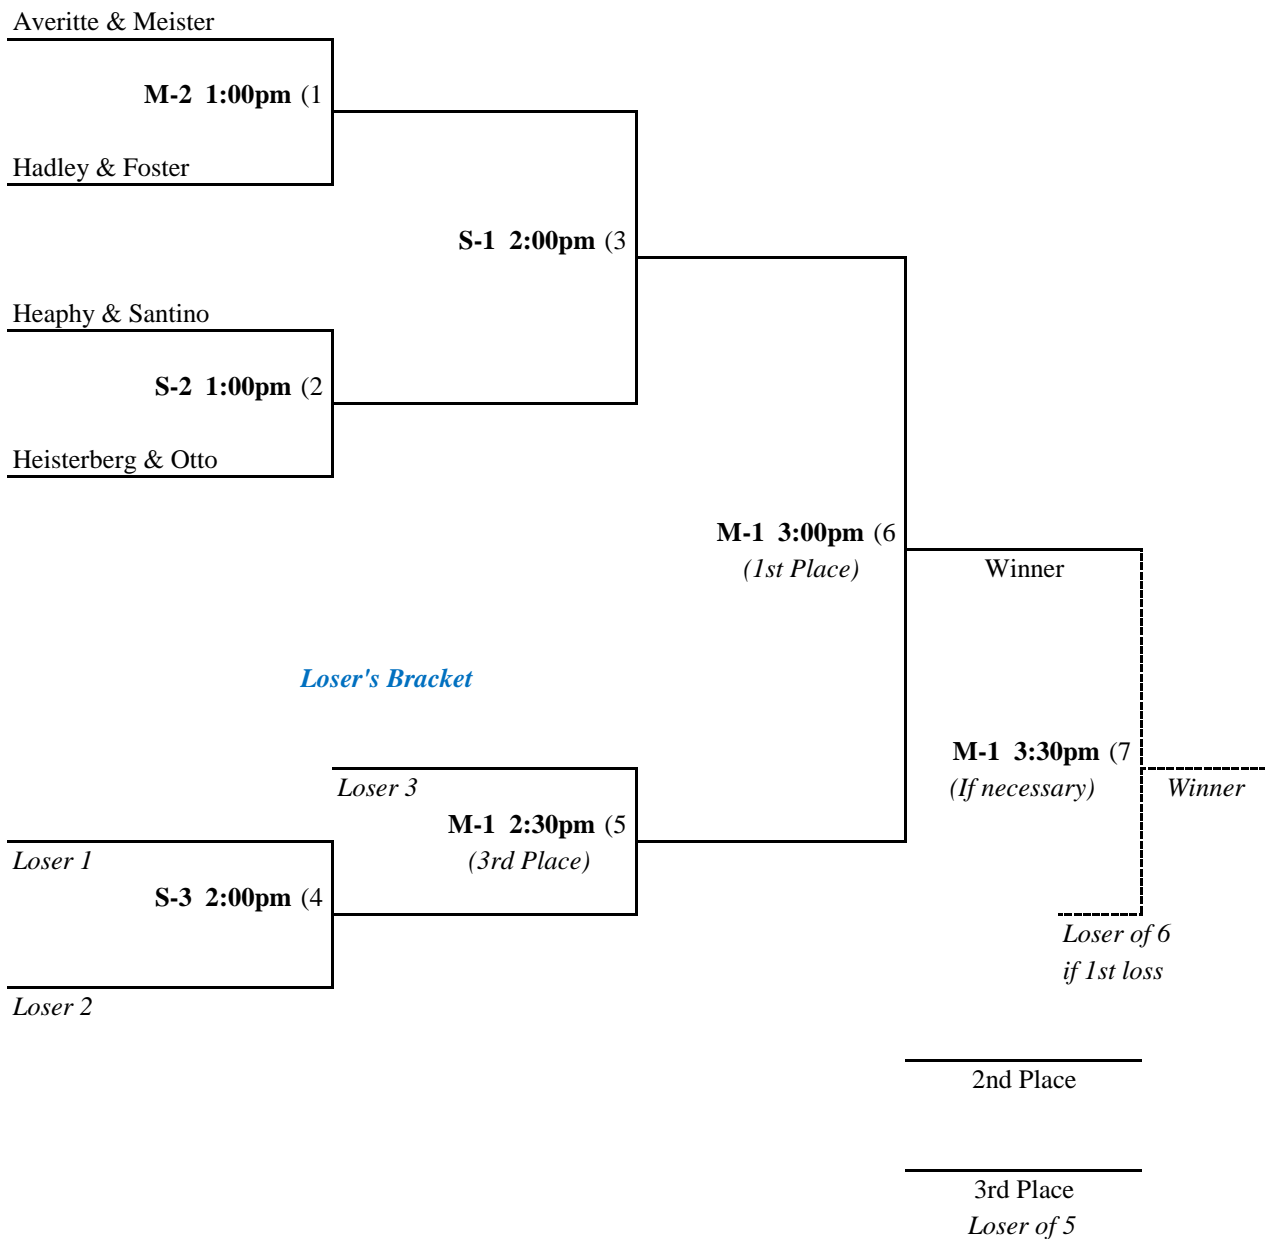 Averitte & Meister
M-2 1:00pm (1
Hadley & Foster
S-1 2:00pm (3
Heaphy & Santino
S-2 1:00pm (2
Heisterberg & Otto
M-1 3:00pm (6
(1st Place)
Winner
Loser's Bracket
M-1 3:30pm (7
(If necessary)
Winner
Loser 3
M-1 2:30pm (5
(3rd Place)
Loser 1
S-3 2:00pm (4
Loser of 6
if 1st loss
Loser 2
2nd Place
3rd Place
Loser of 5